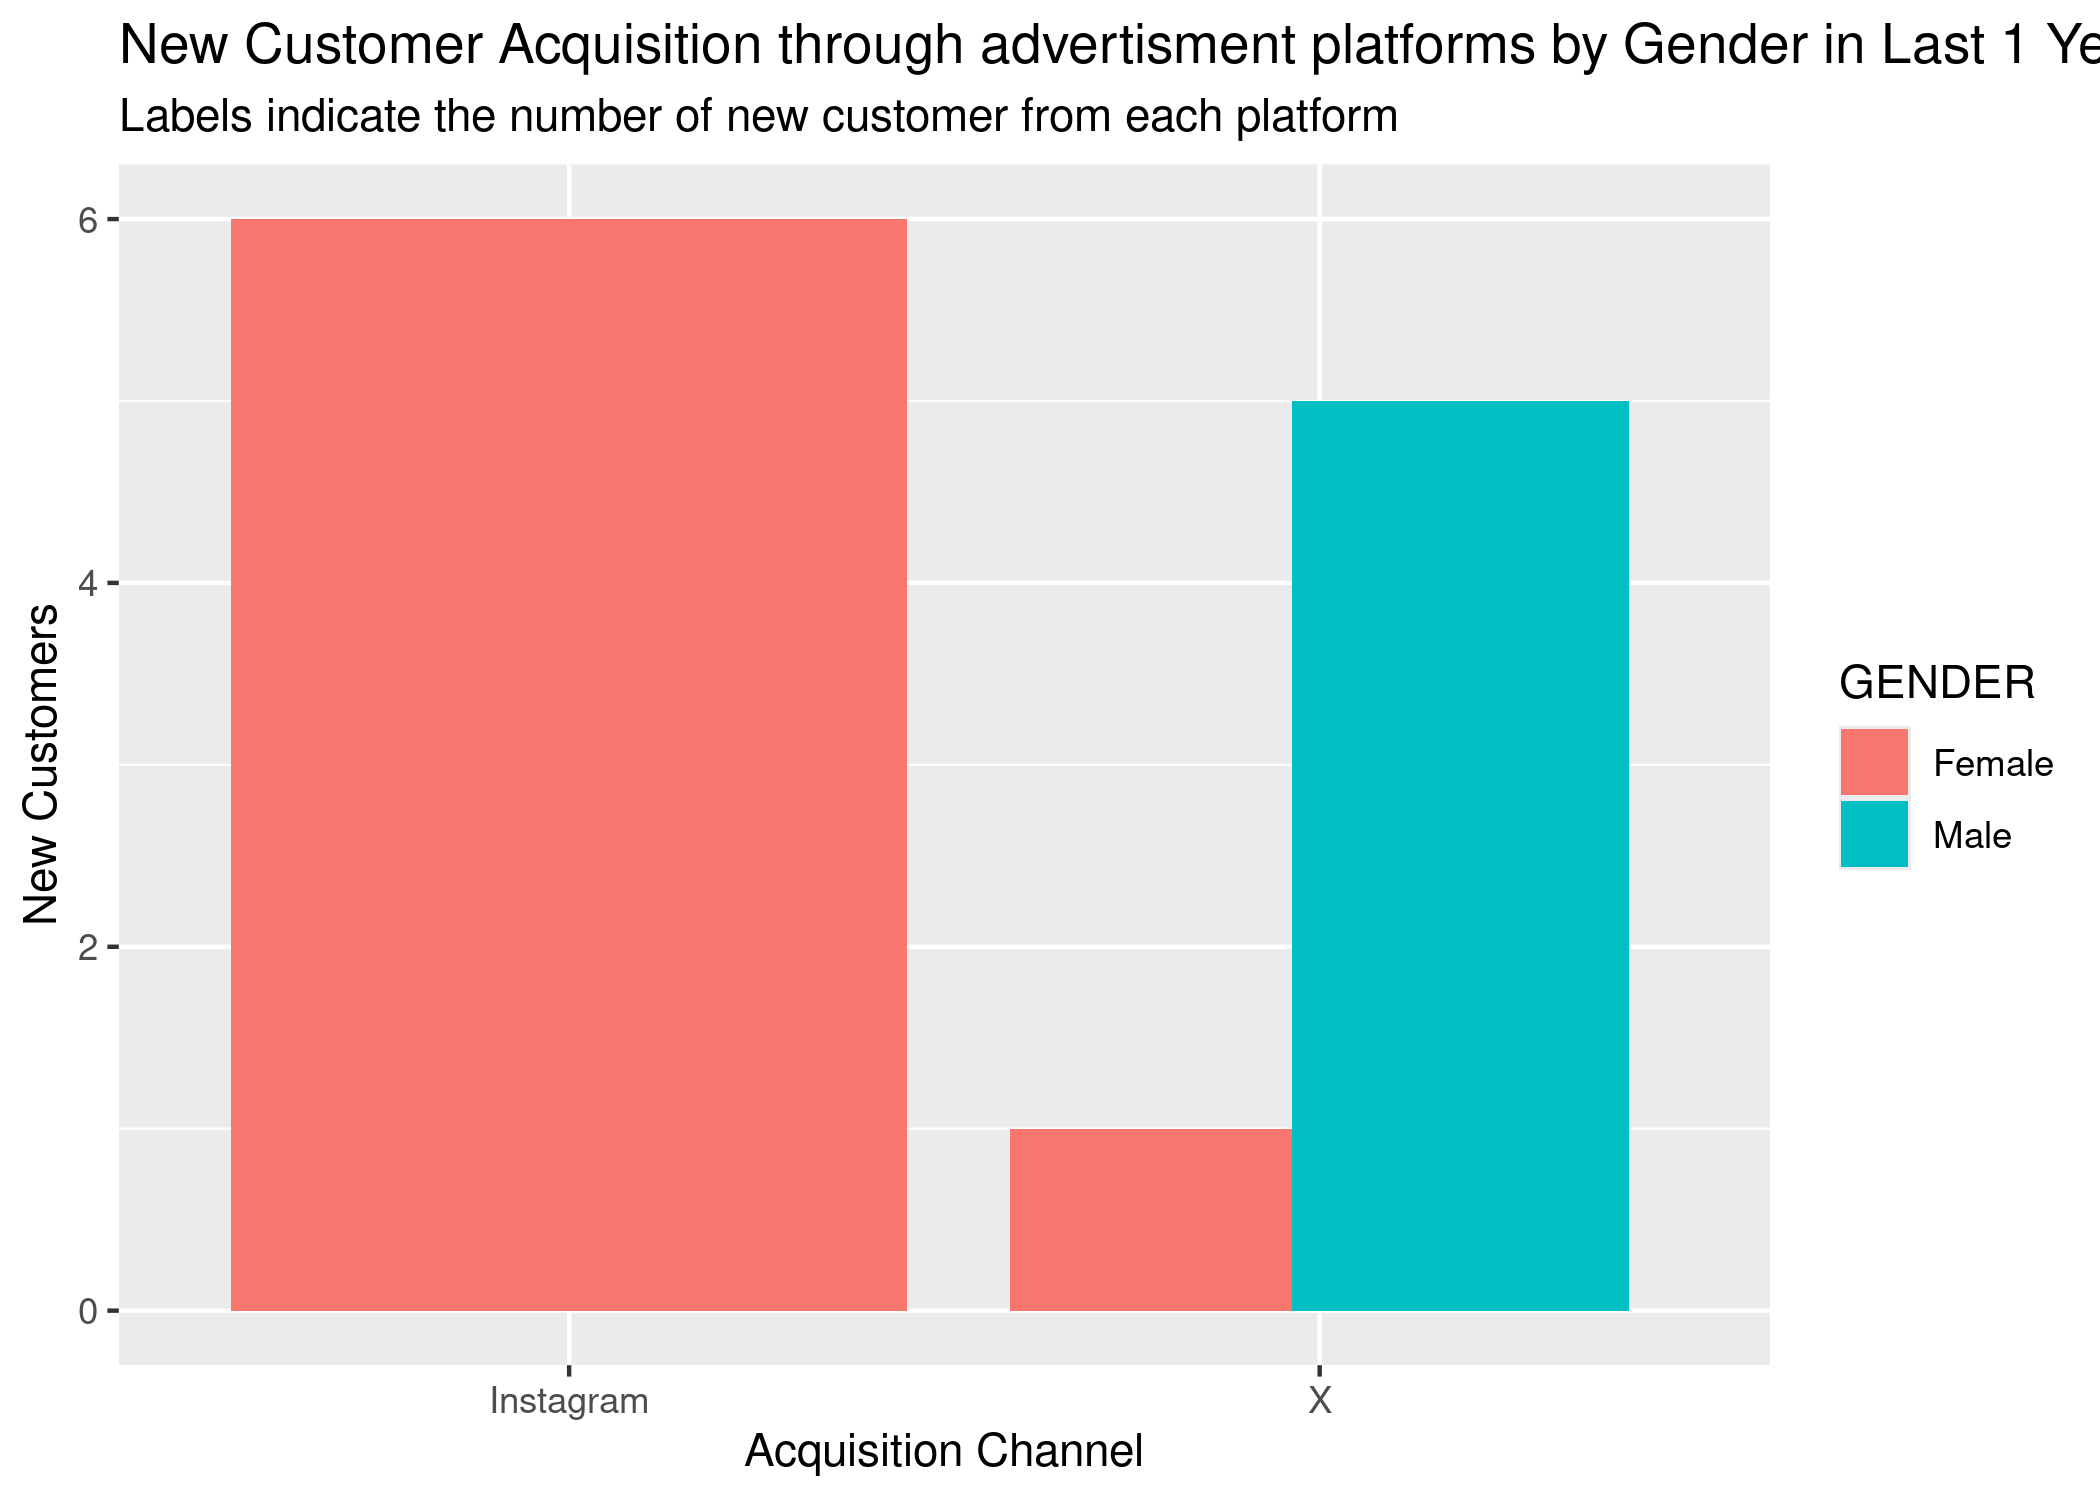 New Customer Acquisition through advertisment platforms by Gender in Last 1 Ye
Labels indicate the number of new customer from each platform
6
4
2
0
New Customers
Instagram
X
Acquisition Channel
GENDER
Female
Male